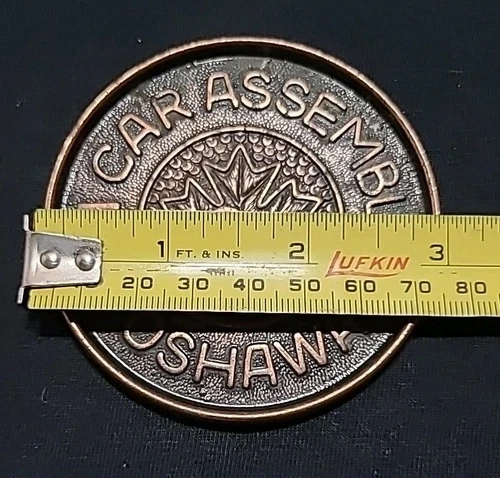 CAR ASSEMBL
1 FT. & INS. 2 LUFKIN 3
20 30 40 50 60 70 80
OSHAW